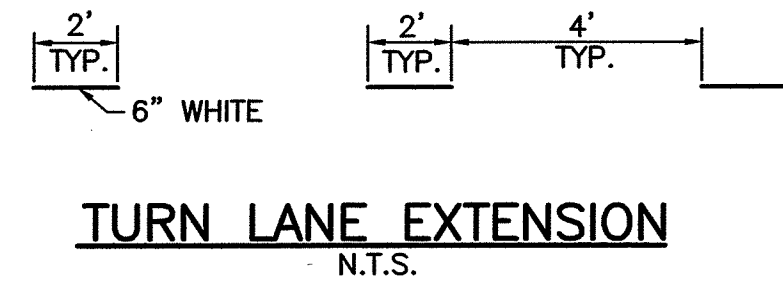 2' 2' 4'
TYP. TYP. TYP.
6" WHITE
TURN LANE EXTENSION
N.T.S.